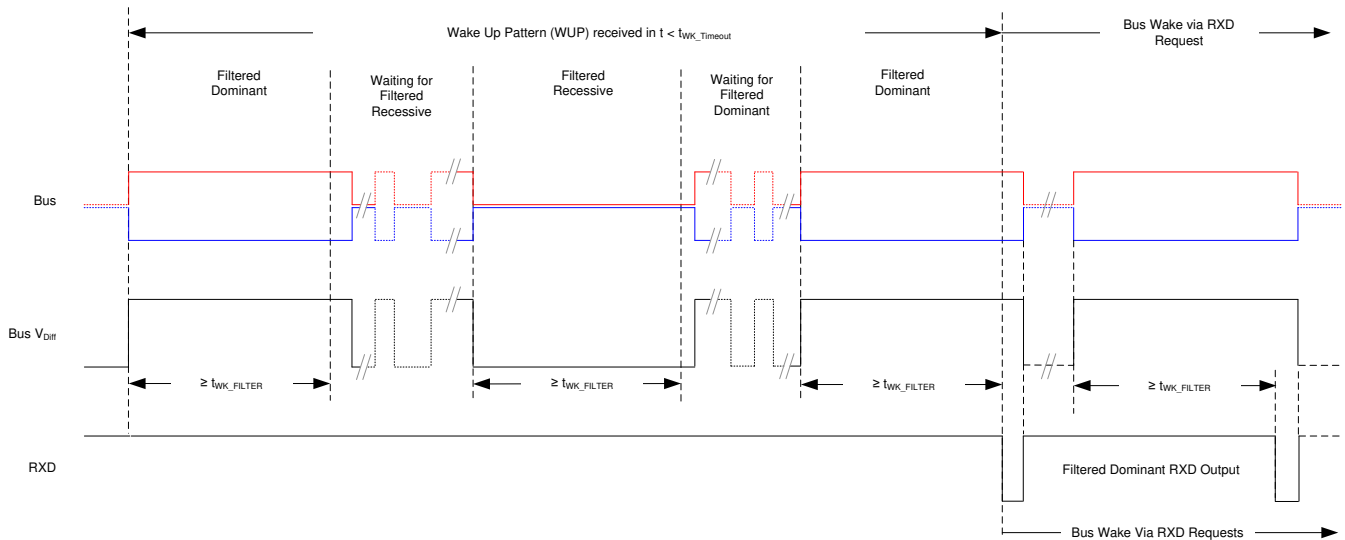 Wake Up Pattern (WUP) received in t < tWK_Timeout
Bus Wake via RXD
Request
Filtered
Dominant
Waiting for
Filtered
Recessive
Filtered
Recessive
Waiting for
Filtered
Dominant
Filtered
Dominant
Bus
Bus VDiff
≥ tWK_FILTER
≥ tWK_FILTER
≥ tWK_FILTER
≥ tWK_FILTER
RXD
Filtered Dominant RXD Output
Bus Wake Via RXD Requests